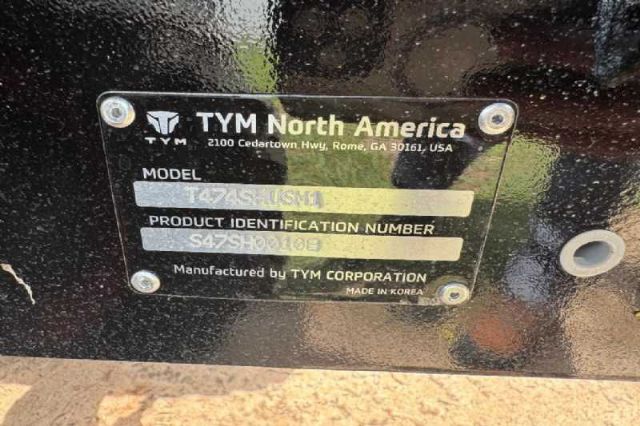 TYM North America
TYM
2100 Cedartown Hwy, Rome, GA 30161, USA
MODEL
PRODUCT IDENTIFICATION NUMBER
Manufactured by TYM CORPORATION
MADE IN KOREA